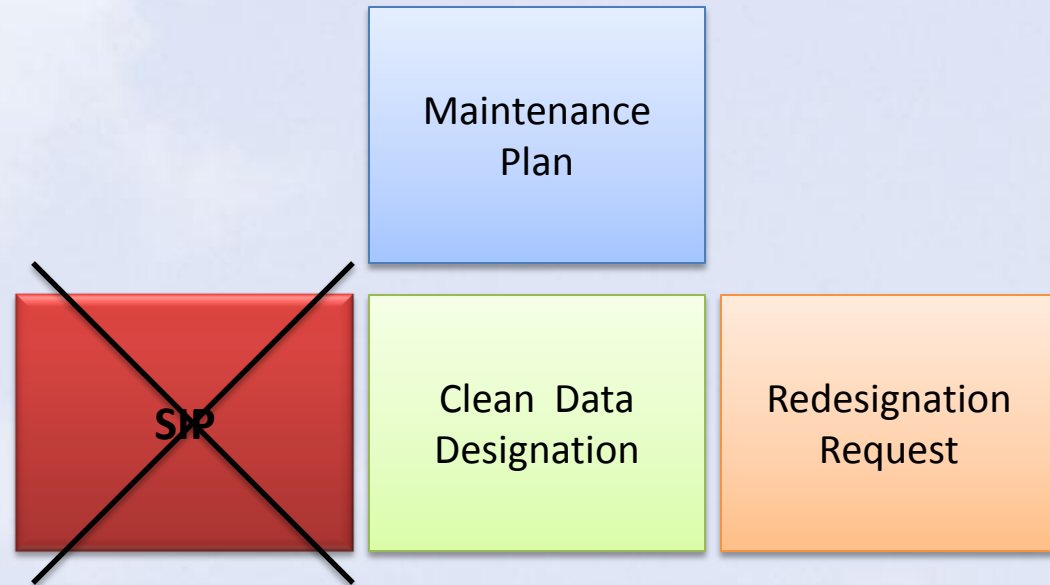 Maintenance
Plan
SIP
Clean Data
Designation
Redesignation
Request